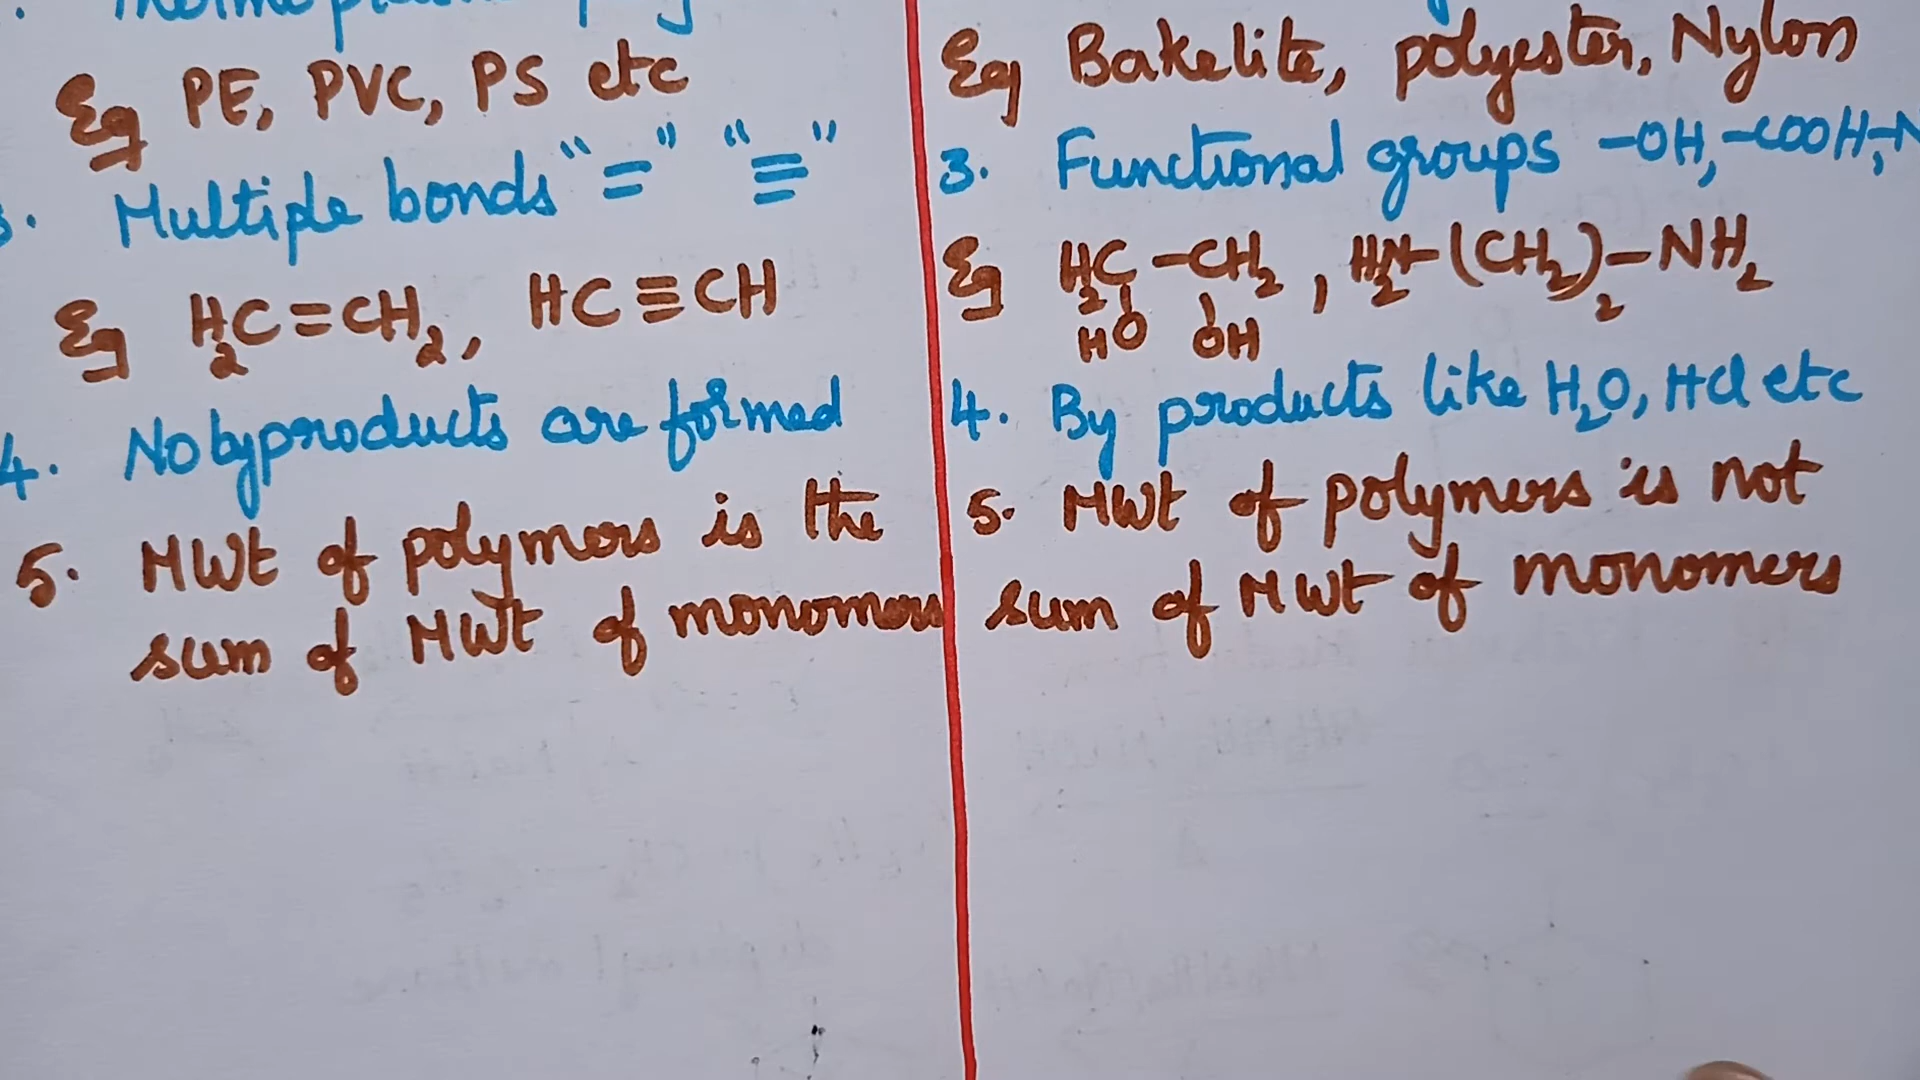 Eg PE, PVC, PS etc
3. Multiple bonds "=" "≡"
Eg H₂C=CH₂, HC≡CH
4. No byproducts are formed
5. MWt of polymers is the
sum of MWt of monomers
Eg Bakelite, polyester, Nylon
3. Functional groups -OH, -COOH, -N
Eg H₂C-CH₂, H₂N-(CH₂)₂-NH₂
HO OH
4. By products like H₂O, HCl etc
5. MWt of polymers is not
sum of MWt of monomers